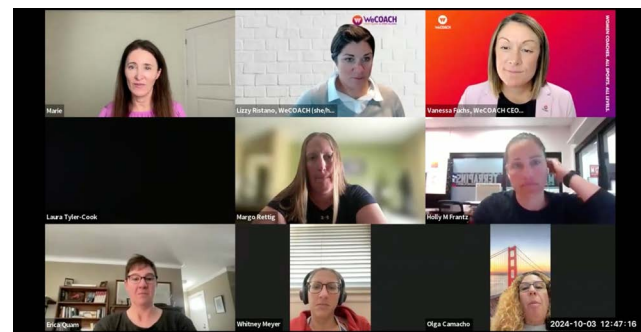 WeCOACH
WeCOACH
WOMEN COACHES. ALL SPORTS. ALL LEVELS.
Marie
Lizzy Ristano, WeCOACH (she/h...
Vanessa Fuchs, WeCOACH CEO...
Laura Tyler-Cook
Margo Rettig
Holly M Frantz
Erica Quam
Whitney Meyer
Olga Camacho
2024-10-03 12:47:16